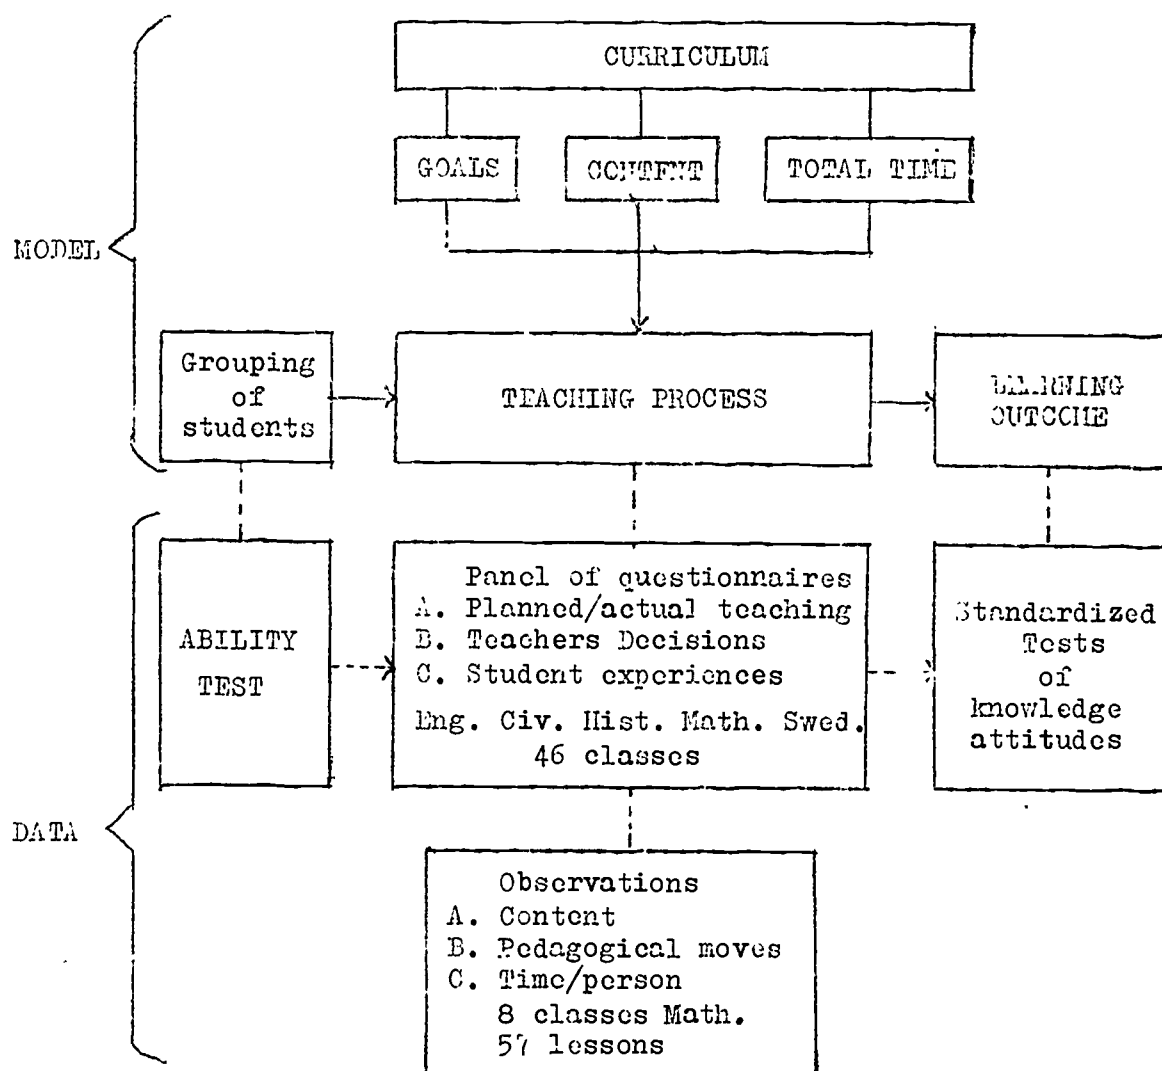 CURRICULUM
GOALS
CONTENT
TOTAL TIME
MODEL
Grouping
of
students
TEACHING PROCESS
LEARNING
OUTCOME
ABILITY
TEST
Panel of questionnaires
A. Planned/actual teaching
B. Teachers Decisions
C. Student experiences
Eng. Civ. Hist. Math. Swed.
46 classes
Standardized
Tests
of
knowledge
attitudes
DATA
Observations
A. Content
B. Pedagogical moves
C. Time/person
8 classes Math.
57 lessons